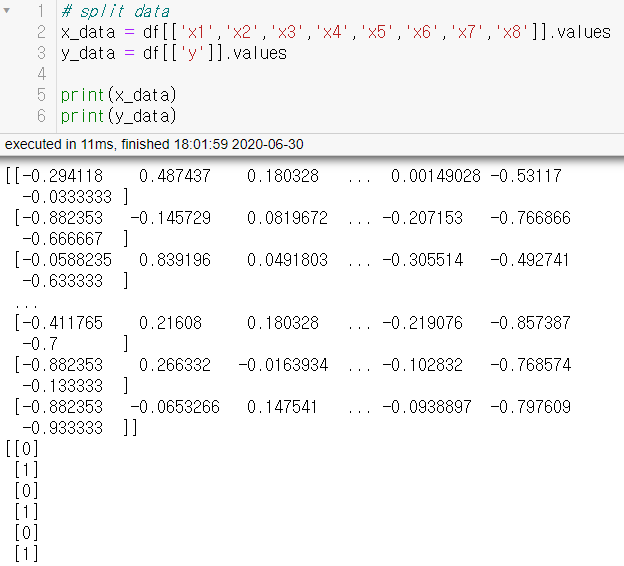 1 # split data
2 x_data = df[['x1','x2','x3','x4','x5','x6','x7','x8']].values
3 y_data = df[['y']].values
4
5 print(x_data)
6 print(y_data)
executed in 11ms, finished 18:01:59 2020-06-30
[[-0.294118 0.487437 0.180328 ... 0.00149028 -0.53117
-0.0333333 ]
[-0.882353 -0.145729 0.0819672 ... -0.207153 -0.766866
-0.666667 ]
[-0.0588235 0.839196 0.0491803 ... -0.305514 -0.492741
-0.633333 ]
...
[-0.411765 0.21608 0.180328 ... -0.219076 -0.857387
-0.7 ]
[-0.882353 0.266332 -0.0163934 ... -0.102832 -0.768574
-0.133333 ]
[-0.882353 -0.0653266 0.147541 ... -0.0938897 -0.797609
-0.933333 ]]
[[0]
[1]
[0]
[1]
[0]
[1]